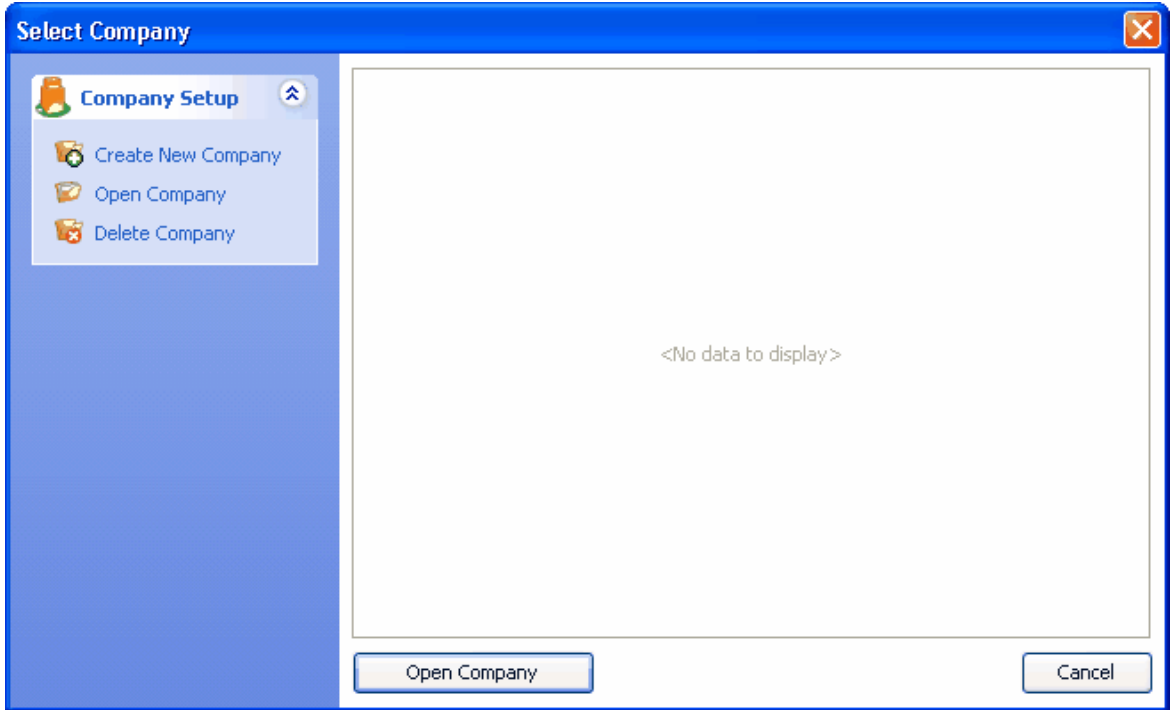 Select Company
Company Setup
Create New Company
Open Company
Delete Company
<No data to display>
Open Company
Cancel